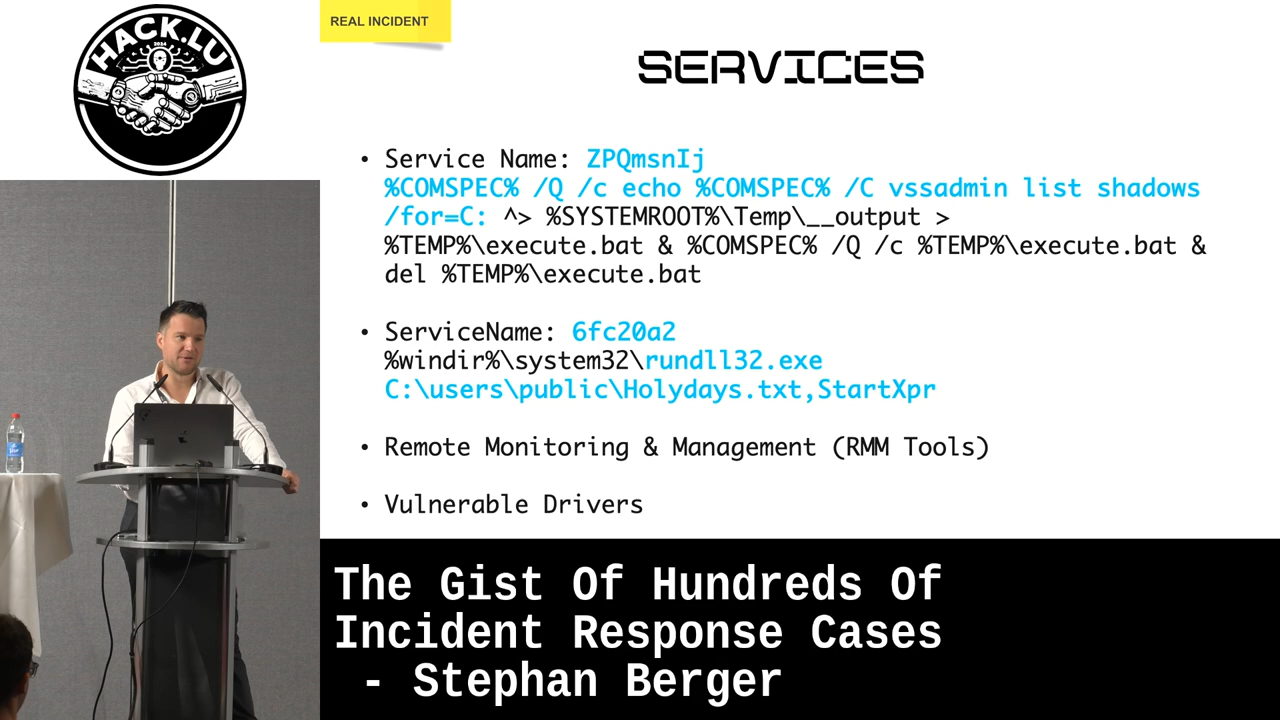 HACK.LU
2024
REAL INCIDENT
SERVICES
• Service Name: ZPQmsnIj
%COMSPEC% /Q /c echo %COMSPEC% /C vssadmin list shadows
/for=C: ^> %SYSTEMROOT%\Temp\__output >
%TEMP%\execute.bat & %COMSPEC% /Q /c %TEMP%\execute.bat &
del %TEMP%\execute.bat
• ServiceName: 6fc20a2
%windir%\system32\rundll32.exe
C:\users\public\Holydays.txt,StartXpr
• Remote Monitoring & Management (RMM Tools)
• Vulnerable Drivers
The Gist Of Hundreds Of
Incident Response Cases
- Stephan Berger